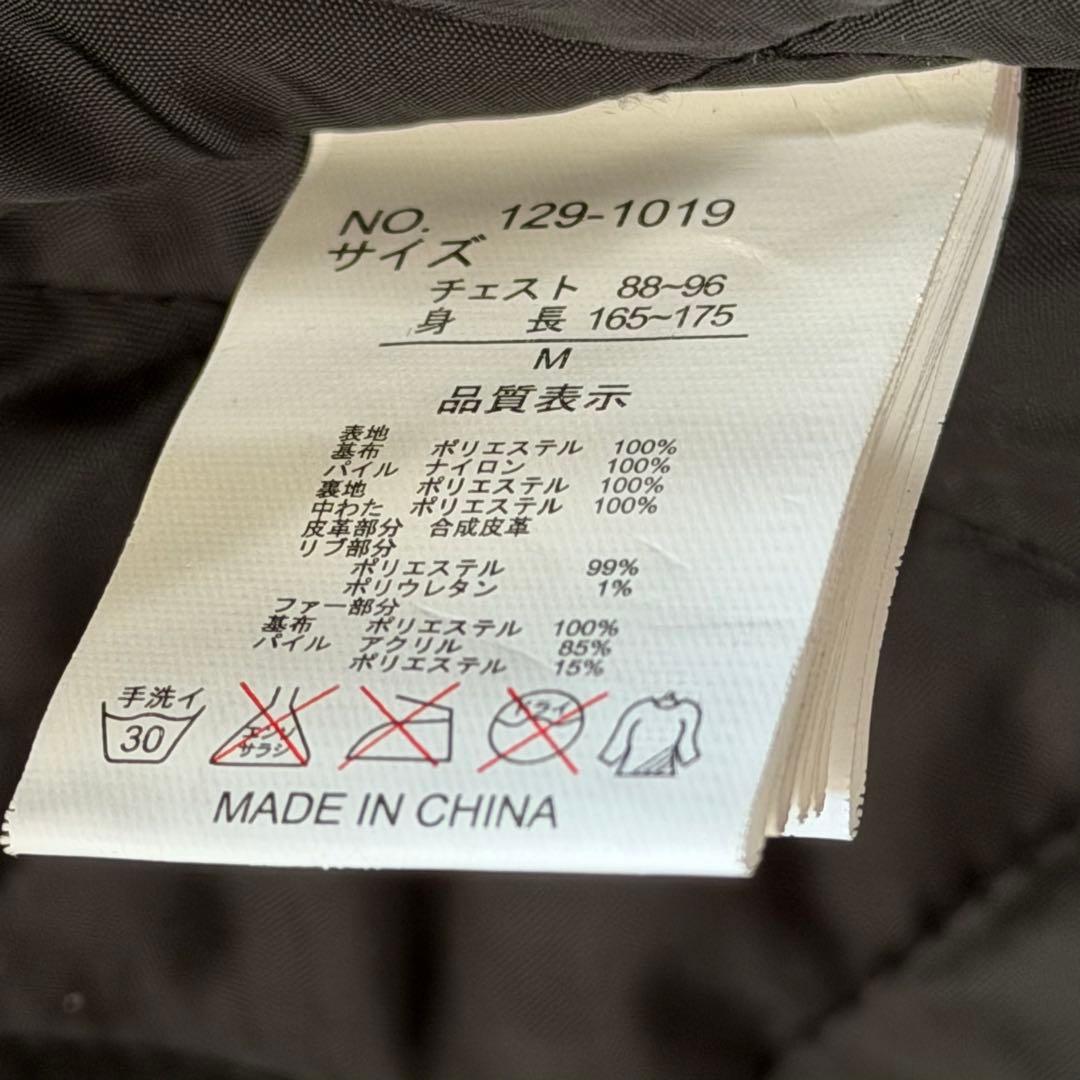 NO. 129-1019
サイズ
チェスト 88~96
身長 165~175
M
品質表示
表地
基布 ポリエステル 100%
パイル ナイロン 100%
裏地 ポリエステル 100%
中わた ポリエステル 100%
皮革部分 合成皮革
リブ部分
ポリエステル 99%
ポリウレタン 1%
ファー部分
基布 ポリエステル 100%
パイル アクリル 85%
ポリエステル 15%
手洗イ
30
エンソ
サラシ
ドライ
MADE IN CHINA